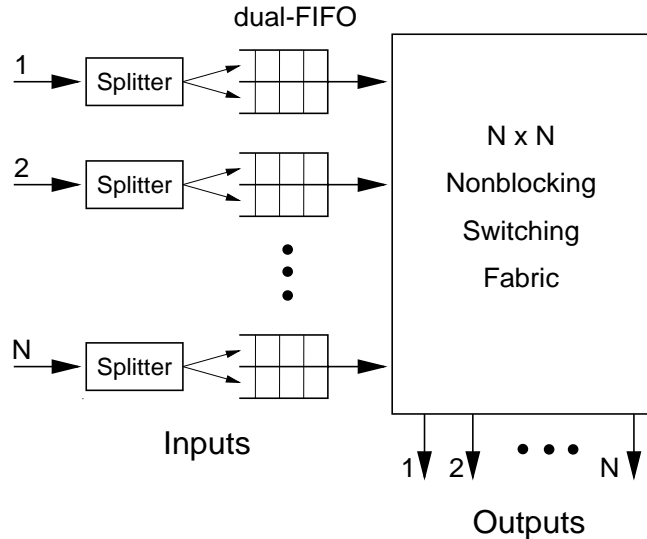 dual-FIFO
1
Splitter
2
Splitter
N
Splitter
N x N
Nonblocking
Switching
Fabric
Inputs
1
2
N
Outputs